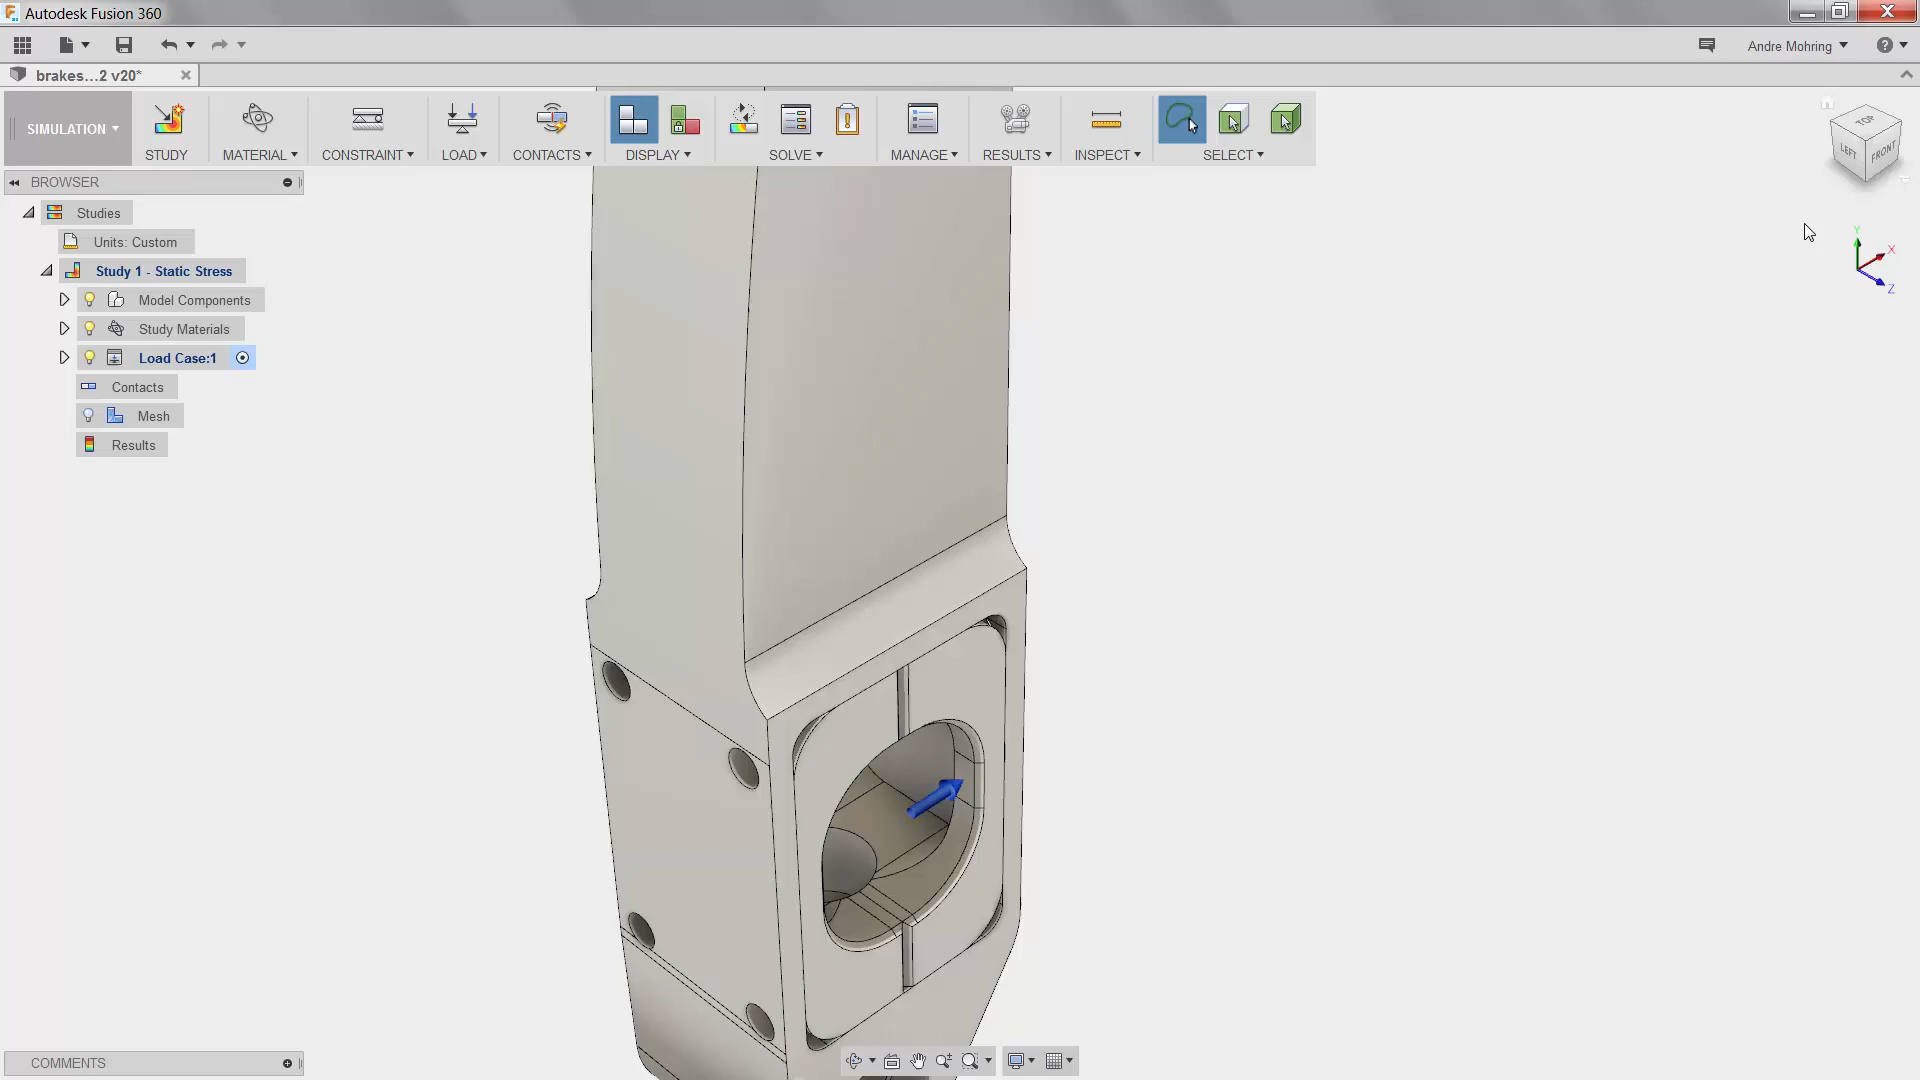 Autodesk Fusion 360
Andre Mohring
brakes...2 v20*
SIMULATION
STUDY
MATERIAL
CONSTRAINT
LOAD
CONTACTS
DISPLAY
SOLVE
MANAGE
RESULTS
INSPECT
SELECT
TOP
LEFT
FRONT
BROWSER
Studies
Units: Custom
Study 1 - Static Stress
Model Components
Study Materials
Load Case:1
Contacts
Mesh
Results
Y
X
Z
COMMENTS